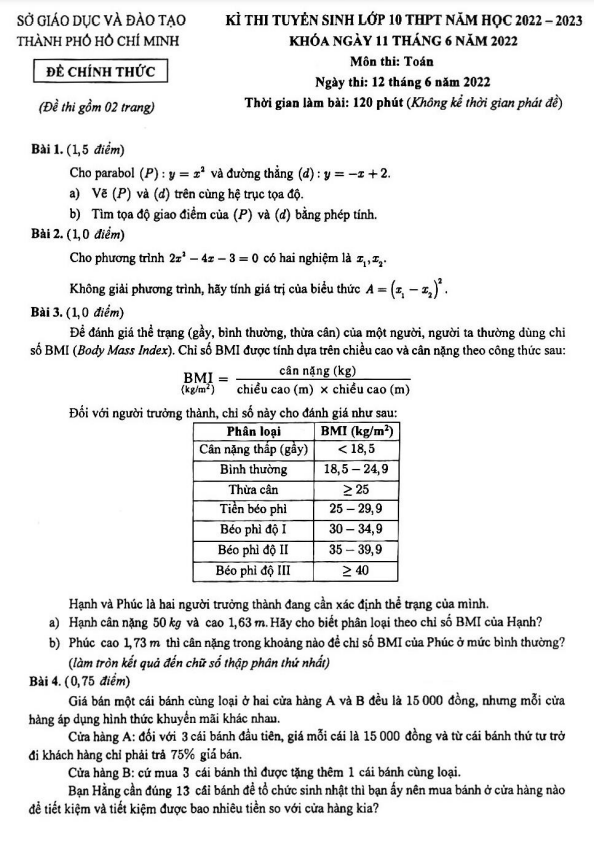 SỞ GIÁO DỤC VÀ ĐÀO TẠO
THÀNH PHỐ HỒ CHÍ MINH
ĐỀ CHÍNH THỨC
(Đề thi gồm 02 trang)
KÌ THI TUYỂN SINH LỚP 10 THPT NĂM HỌC 2022 – 2023
KHÓA NGÀY 11 THÁNG 6 NĂM 2022
Môn thi: Toán
Ngày thi: 12 tháng 6 năm 2022
Thời gian làm bài: 120 phút (Không kể thời gian phát đề)
Bài 1. (1,5 điểm)
Cho parabol (P) : y = x² và đường thẳng (d) : y = −x + 2.
a) Vẽ (P) và (d) trên cùng hệ trục tọa độ.
b) Tìm tọa độ giao điểm của (P) và (d) bằng phép tính.
Bài 2. (1,0 điểm)
Cho phương trình 2x² − 4x − 3 = 0 có hai nghiệm là x₁, x₂.
Không giải phương trình, hãy tính giá trị của biểu thức A = (x₁ − x₂)².
Bài 3. (1,0 điểm)
Để đánh giá thể trạng (gầy, bình thường, thừa cân) của một người, người ta thường dùng chỉ
số BMI (Body Mass Index). Chỉ số BMI được tính dựa trên chiều cao và cân nặng theo công thức sau:
BMI (kg/m²) = cân nặng (kg) / chiều cao (m) × chiều cao (m)
Đối với người trưởng thành, chỉ số này cho đánh giá như sau:
Phân loại BMI (kg/m²)
Cân nặng thấp (gầy) < 18,5
Bình thường 18,5 – 24,9
Thừa cân ≥ 25
Tiền béo phì 25 – 29,9
Béo phì độ I 30 – 34,9
Béo phì độ II 35 – 39,9
Béo phì độ III ≥ 40
Hạnh và Phúc là hai người trưởng thành đang cần xác định thể trạng của mình.
a) Hạnh cân nặng 50 kg và cao 1,63 m. Hãy cho biết phân loại theo chỉ số BMI của Hạnh?
b) Phúc cao 1,73 m thì cân nặng trong khoảng nào để chỉ số BMI của Phúc ở mức bình thường?
(làm tròn kết quả đến chữ số thập phân thứ nhất)
Bài 4. (0,75 điểm)
Giá bán một cái bánh cùng loại ở hai cửa hàng A và B đều là 15 000 đồng, nhưng mỗi cửa
hàng áp dụng hình thức khuyến mãi khác nhau.
Cửa hàng A: đối với 3 cái bánh đầu tiên, giá mỗi cái là 15 000 đồng và từ cái bánh thứ tư trở
đi khách hàng chỉ phải trả 75% giá bán.
Cửa hàng B: cứ mua 3 cái bánh thì được tặng thêm 1 cái bánh cùng loại.
Bạn Hằng cần đúng 13 cái bánh để tổ chức sinh nhật thì bạn ấy nên mua bánh ở cửa hàng nào
để tiết kiệm và tiết kiệm được bao nhiêu tiền so với cửa hàng kia?